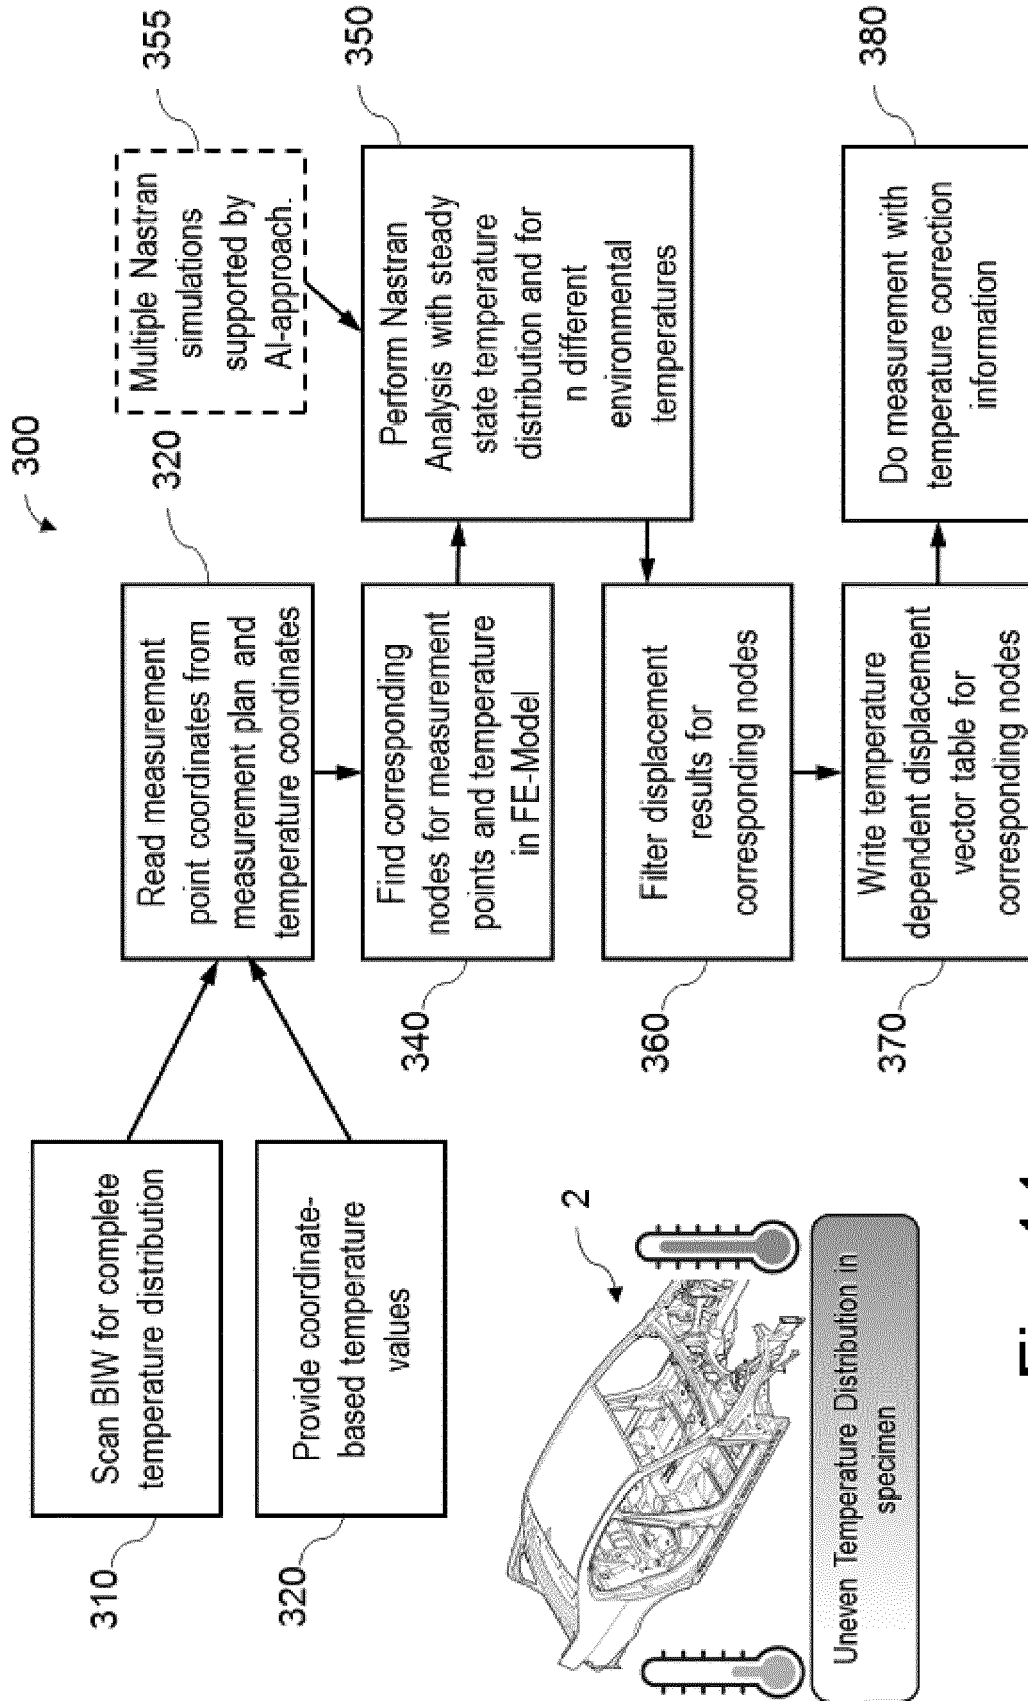 300
310
Scan BIW for complete
temperature distribution
320
Provide coordinate-
based temperature
values
320
Read measurement
point coordinates from
measurement plan and
temperature coordinates
355
Multiple Nastran
simulations
supported by
AI-approach.
340
Find corresponding
nodes for measurement
points and temperature
in FE-Model
350
Perform Nastran
Analysis with steady
state temperature
distribution and for
n different
environmental
temperatures
360
Filter displacement
results for
corresponding nodes
370
Write temperature
dependent displacement
vector table for
corresponding nodes
380
Do measurement with
temperature correction
information
2
Uneven Temperature Distribution in
specimen